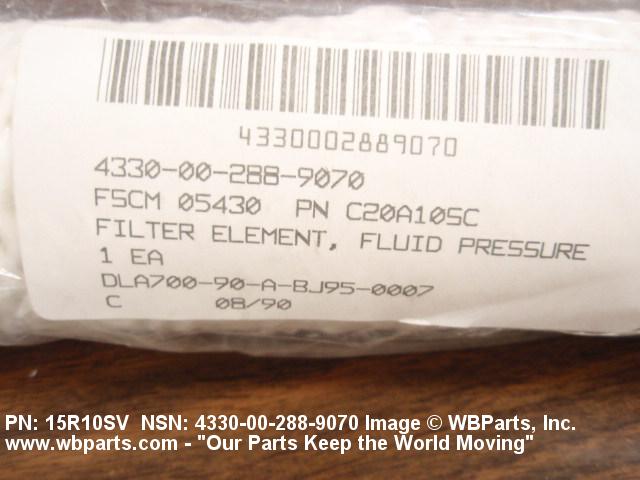 4330002889070
4330-00-288-9070
FSCM 05430 PN C20A10SC
FILTER ELEMENT, FLUID PRESSURE
1 EA
DLA700-90-A-BJ95-0007
C 08/90
PN: 15R10SV NSN: 4330-00-288-9070 Image © WBParts, Inc.
www.wbparts.com - "Our Parts Keep the World Moving"